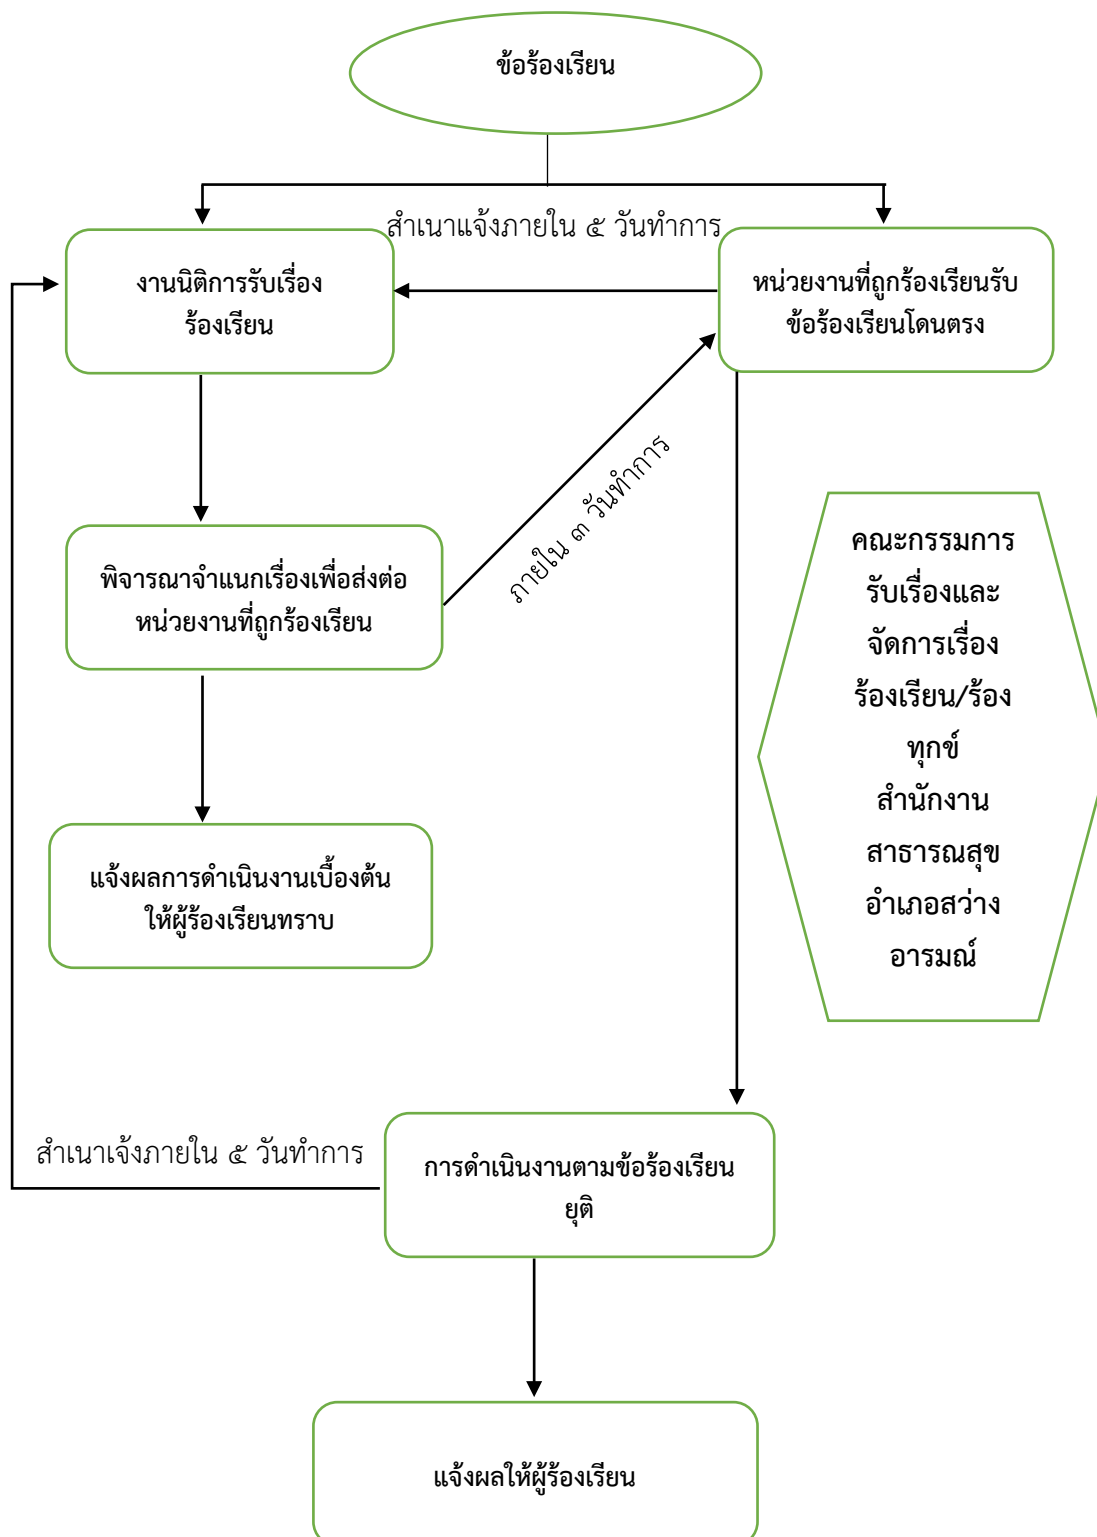 ข้อร้องเรียน
สำเนาแจ้งภายใน ๕ วันทำการ
งานนิติการรับเรื่อง
ร้องเรียน
หน่วยงานที่ถูกร้องเรียนรับ
ข้อร้องเรียนโดนตรง
ภายใน ๓ วันทำการ
พิจารณาจำแนกเรื่องเพื่อส่งต่อ
หน่วยงานที่ถูกร้องเรียน
คณะกรรมการ
รับเรื่องและ
จัดการเรื่อง
ร้องเรียน/ร้อง
ทุกข์
สำนักงาน
สาธารณสุข
อำเภอสว่าง
อารมณ์
แจ้งผลการดำเนินงานเบื้องต้น
ให้ผู้ร้องเรียนทราบ
สำเนาเจ้งภายใน ๕ วันทำการ
การดำเนินงานตามข้อร้องเรียน
ยุติ
แจ้งผลให้ผู้ร้องเรียน